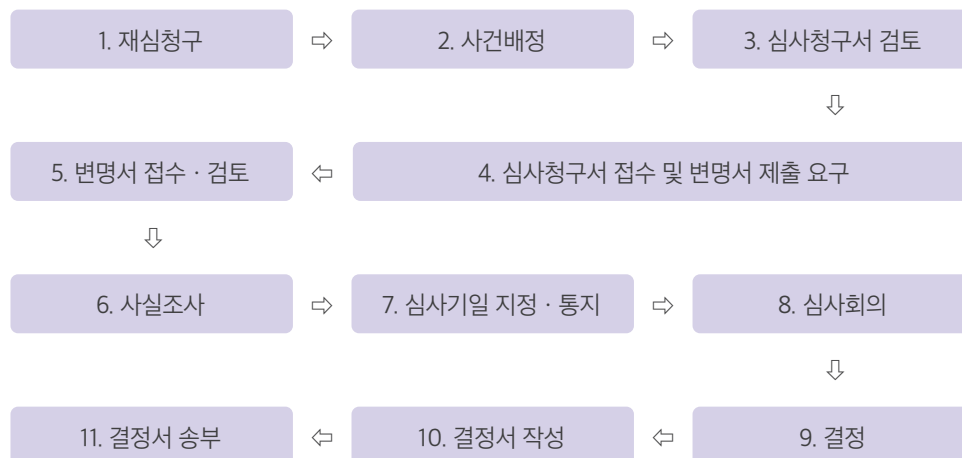 1. 재심청구
⇨
2. 사건배정
⇨
3. 심사청구서 검토
⇩
4. 심사청구서 접수 및 변명서 제출 요구
⇦
5. 변명서 접수 · 검토
⇩
6. 사실조사
⇨
7. 심사기일 지정 · 통지
⇨
8. 심사회의
⇩
9. 결정
⇦
10. 결정서 작성
⇦
11. 결정서 송부